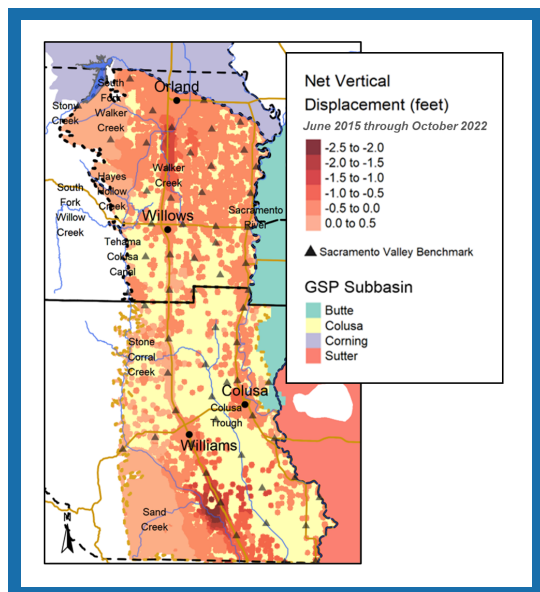 South
Fork
Walker
Creek
Orland
Stony
Creek
Walker
Creek
Hayes
Hollow
Creek
South
Fork
Willow
Creek
Willows
Sacramento
River
Tehama
Colusa
Canal
Stone
Corral
Creek
Colusa
Colusa
Trough
Williams
Sand
Creek
N
Net Vertical
Displacement (feet)
June 2015 through October 2022
-2.5 to -2.0
-2.0 to -1.5
-1.5 to -1.0
-1.0 to -0.5
-0.5 to 0.0
0.0 to 0.5
Sacramento Valley Benchmark
GSP Subbasin
Butte
Colusa
Corning
Sutter